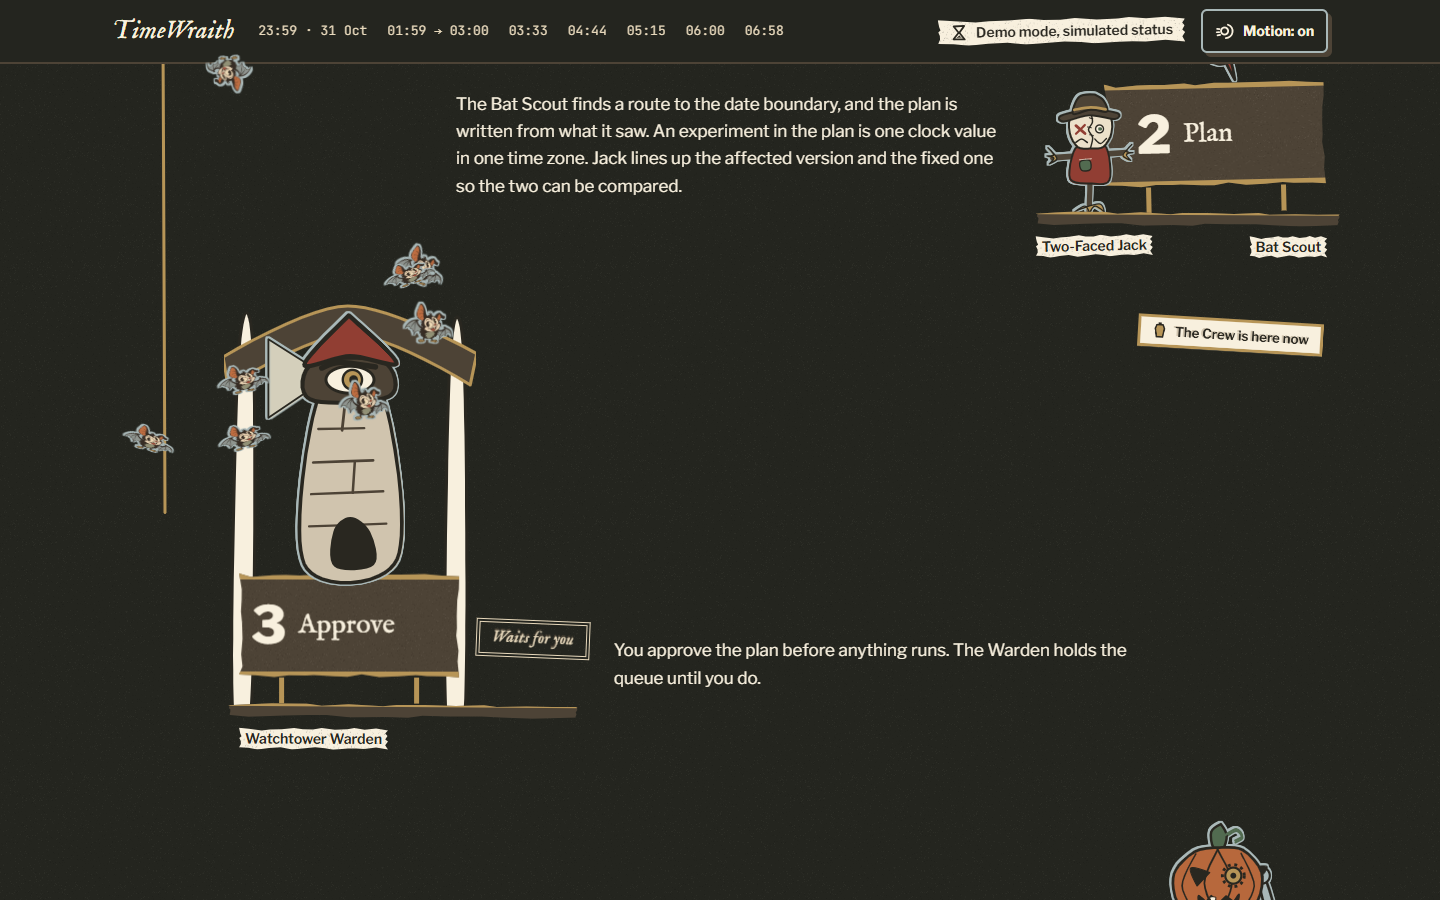 TimeWraith
23:59 · 31 Oct
01:59 → 03:00
03:33
04:44
05:15
06:00
06:58
Demo mode, simulated status
Motion: on
The Bat Scout finds a route to the date boundary, and the plan is
written from what it saw. An experiment in the plan is one clock value
in one time zone. Jack lines up the affected version and the fixed one
so the two can be compared.
2 Plan
Two-Faced Jack
Bat Scout
The Crew is here now
3 Approve
Waits for you
You approve the plan before anything runs. The Warden holds the
queue until you do.
Watchtower Warden